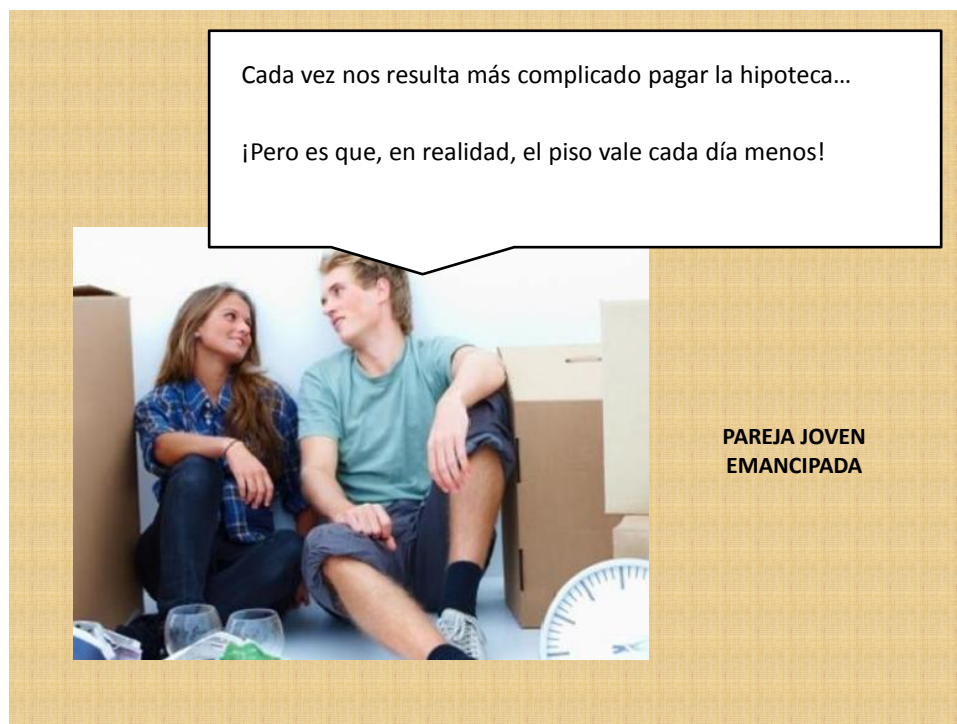 Cada vez nos resulta más complicado pagar la hipoteca…
¡Pero es que, en realidad, el piso vale cada día menos!
PAREJA JOVEN
EMANCIPADA